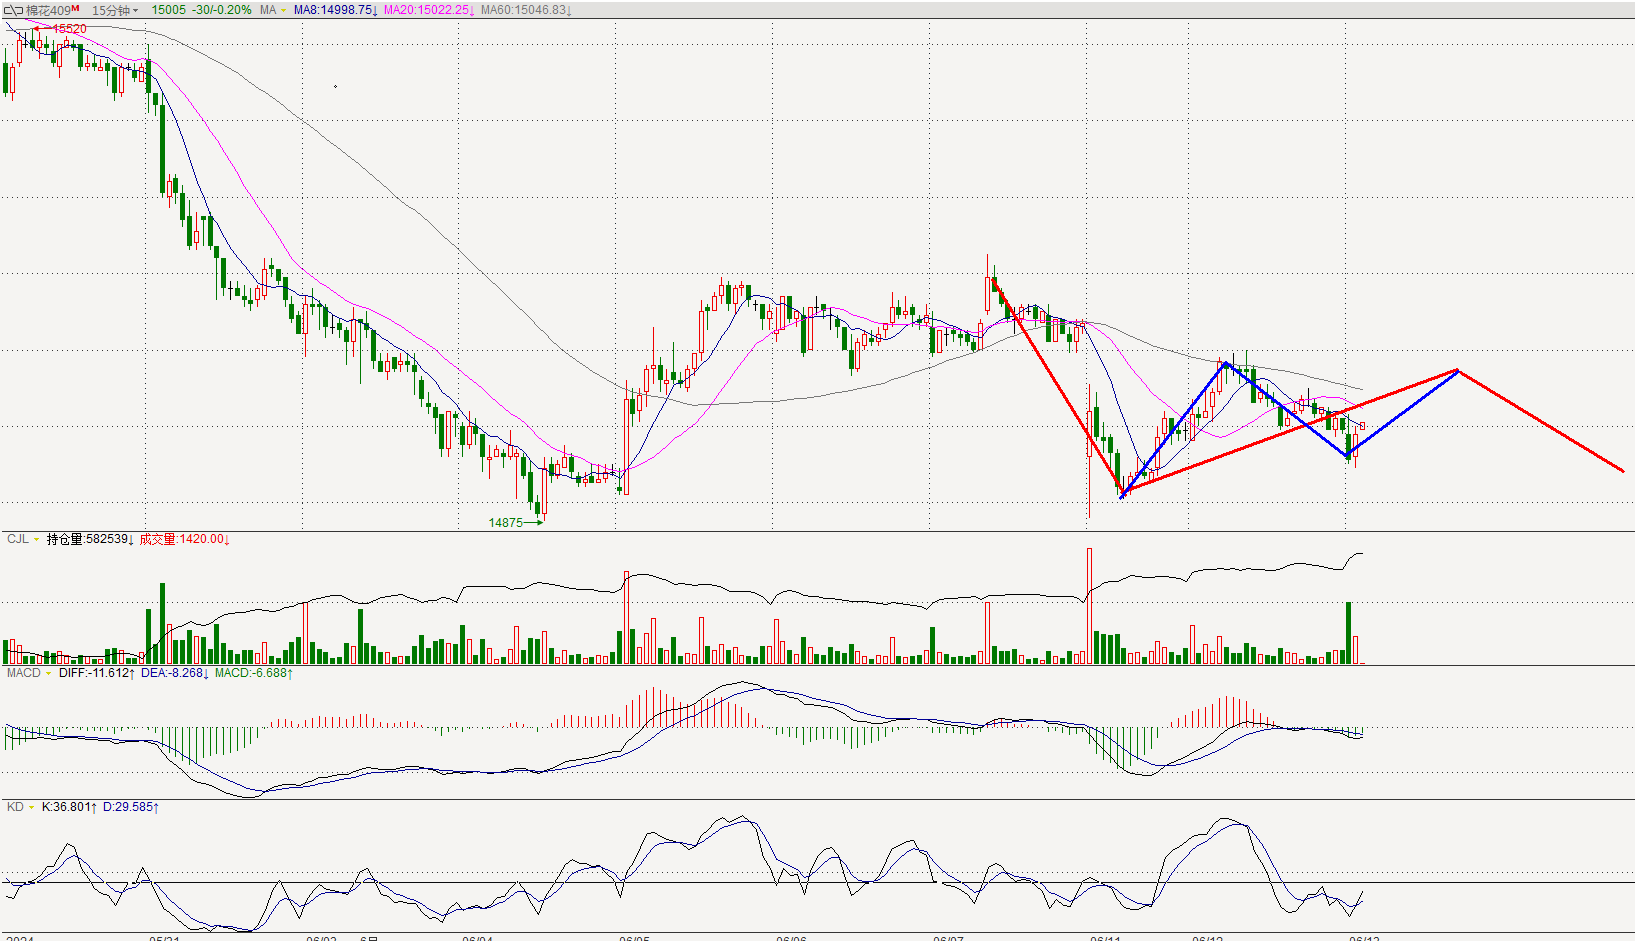 棉花409M 15分钟 15005 -30/-0.20% MA MA8:14998.75↓ MA20:15022.25↓ MA60:15046.83↓
15520
14875
CJL 持仓量:582539↓ 成交量:1420.00↓
MACD DIFF:-11.612↑ DEA:-8.268↓ MACD:-6.688↑
KD K:36.801↑ D:29.585↑
2024 05/31 06/03 6月 06/04 06/05 06/06 06/07 06/11 06/12 06/13